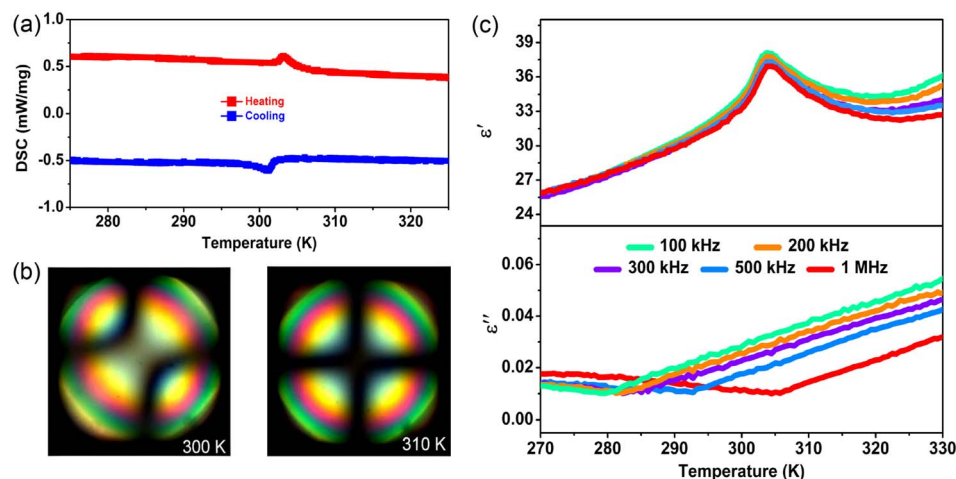 (a)
DSC (mW/mg)
1.0
0.5
0.0
-0.5
-1.0
Heating
Cooling
280 290 300 310 320
Temperature (K)
(b)
300 K
310 K
(c)
ε′
39
36
33
30
27
24
100 kHz 200 kHz
300 kHz 500 kHz 1 MHz
ε″
0.06
0.04
0.02
0.00
270 280 290 300 310 320 330
Temperature (K)